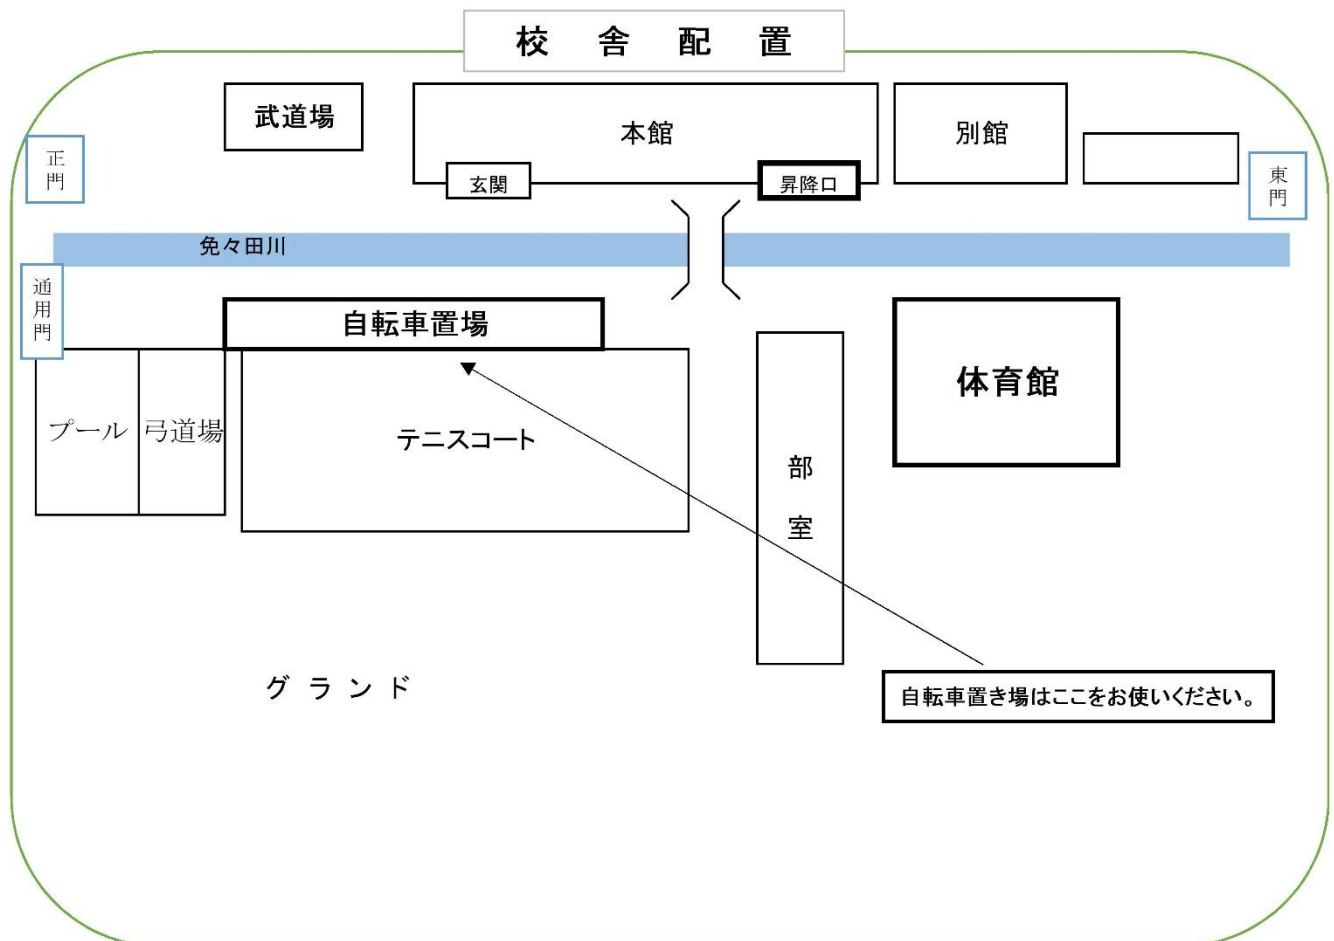 校舎配置
武道場
本館
別館
正門
玄関
昇降口
東門
免々田川
通用門
自転車置場
体育館
プール
弓道場
テニスコート
部室
グランド
自転車置き場はここをお使いください。